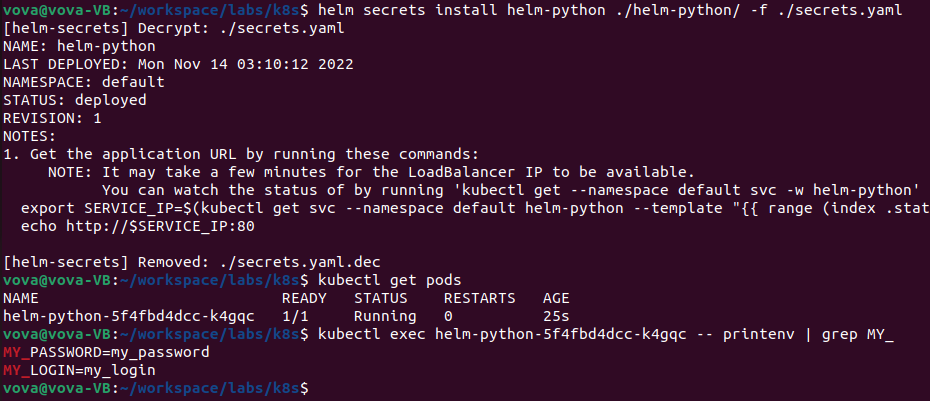 vova@vova-VB:~/workspace/labs/k8s$ helm secrets install helm-python ./helm-python/ -f ./secrets.yaml
[helm-secrets] Decrypt: ./secrets.yaml
NAME: helm-python
LAST DEPLOYED: Mon Nov 14 03:10:12 2022
NAMESPACE: default
STATUS: deployed
REVISION: 1
NOTES:
1. Get the application URL by running these commands:
     NOTE: It may take a few minutes for the LoadBalancer IP to be available.
           You can watch the status of by running 'kubectl get --namespace default svc -w helm-python'
  export SERVICE_IP=$(kubectl get svc --namespace default helm-python --template "{{ range (index .stat
  echo http://$SERVICE_IP:80
[helm-secrets] Removed: ./secrets.yaml.dec
vova@vova-VB:~/workspace/labs/k8s$ kubectl get pods
NAME                           READY   STATUS    RESTARTS   AGE
helm-python-5f4fbd4dcc-k4gqc   1/1     Running   0          25s
vova@vova-VB:~/workspace/labs/k8s$ kubectl exec helm-python-5f4fbd4dcc-k4gqc -- printenv | grep MY_
MY_PASSWORD=my_password
MY_LOGIN=my_login
vova@vova-VB:~/workspace/labs/k8s$